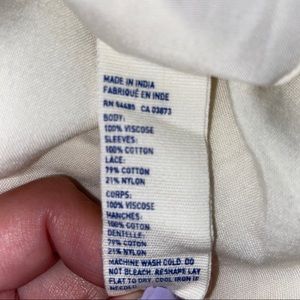 MADE IN INDIA
FABRIQUÉ EN INDE
RN 54485 CA 03873
BODY:
100% VISCOSE
SLEEVES:
100% COTTON
LACE:
79% COTTON
21% NYLON
CORPS:
100% VISCOSE
MANCHES:
100% COTON
DENTELLE:
79% COTON
21% NYLON
MACHINE WASH COLD. DO
NOT BLEACH. RESHAPE LAY
FLAT TO DRY. COOL IRON IF
NEEDED.